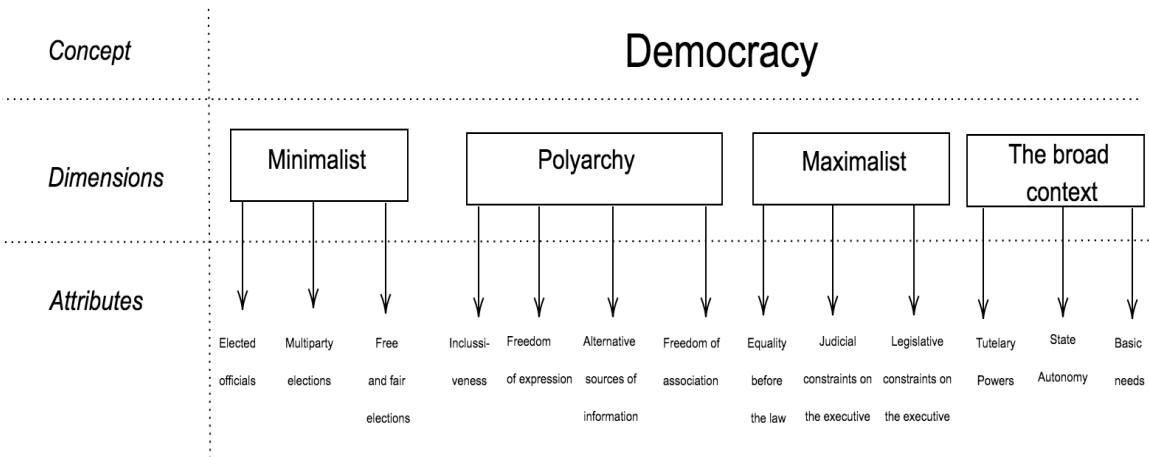 Concept
Democracy
Dimensions
Minimalist
Polyarchy
Maximalist
The broad
context
Attributes
Elected
officials
Multiparty
elections
Free
and fair
elections
Inclussi-
veness
Freedom
of expression
Alternative
sources of
information
Freedom of
association
Equality
before
the law
Judicial
constraints on
the executive
Legislative
constraints on
the executive
Tutelary
Powers
State
Autonomy
Basic
needs